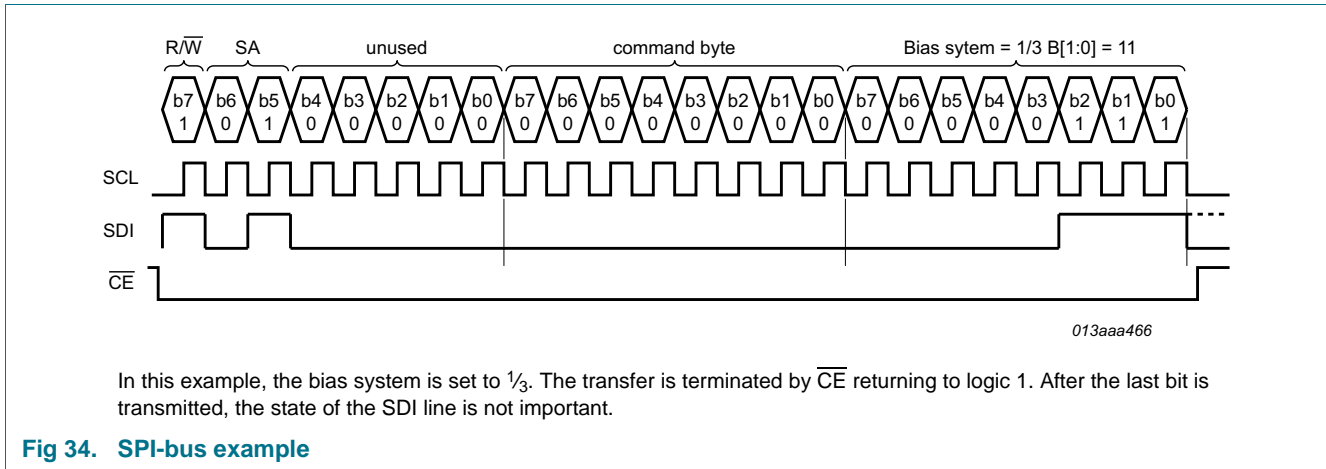 R/W SA unused command byte Bias sytem = 1/3 B[1:0] = 11
b7 b6 b5 b4 b3 b2 b1 b0 b7 b6 b5 b4 b3 b2 b1 b0 b7 b6 b5 b4 b3 b2 b1 b0
1 0 1 0 0 0 0 0 0 0 0 0 0 0 0 0 0 0 0 0 0 1 1 1
SCL
SDI
CE
013aaa466
In this example, the bias system is set to 1⁄3. The transfer is terminated by CE returning to logic 1. After the last bit is
transmitted, the state of the SDI line is not important.
Fig 34. SPI-bus example